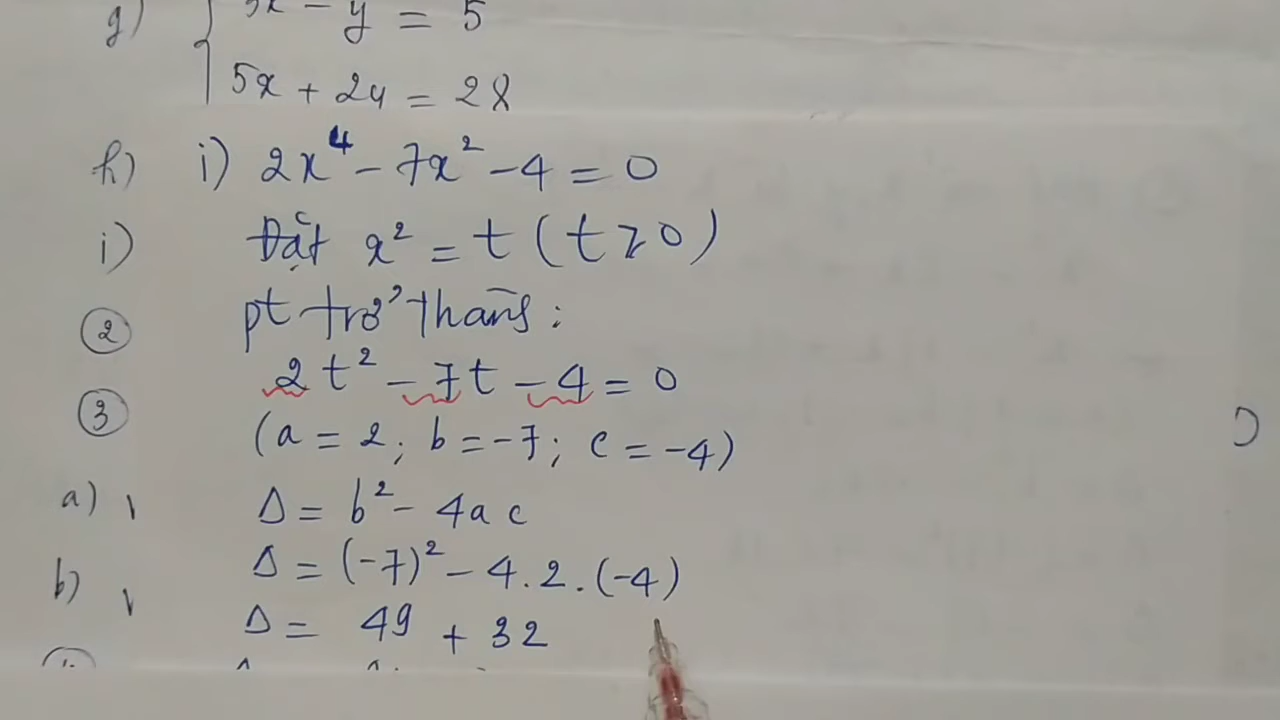 g) 3x - y = 5
5x + 2y = 28
h) i) 2x⁴ - 7x² - 4 = 0
i) Đặt x² = t ( t ≥ 0 )
pt trở thành :
② 2t² - 7t - 4 = 0
③ (a = 2 ; b = -7 ; c = -4)
a) Δ = b² - 4ac
b) Δ = (-7)² - 4 . 2 . (-4)
Δ = 49 + 32